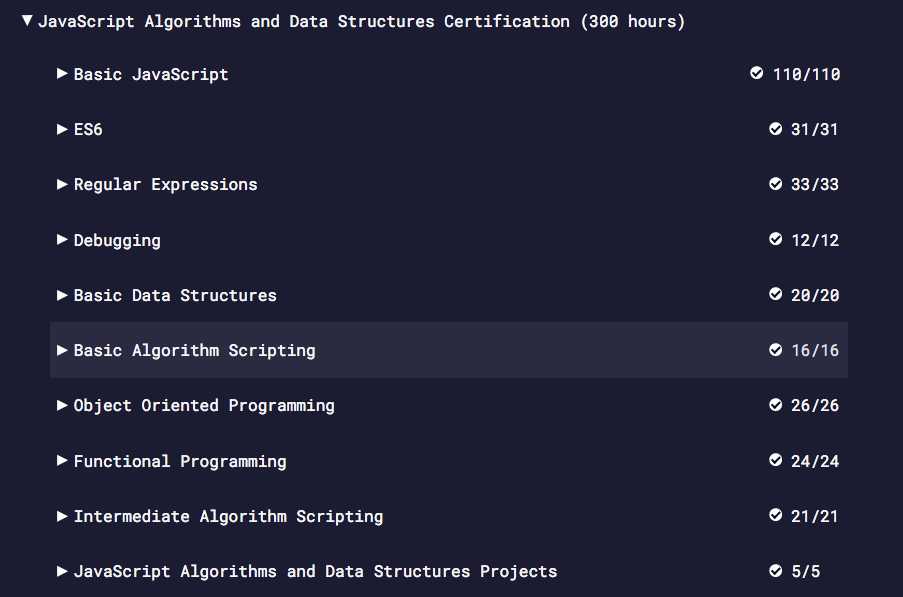 JavaScript Algorithms and Data Structures Certification (300 hours)
Basic JavaScript 110/110
ES6 31/31
Regular Expressions 33/33
Debugging 12/12
Basic Data Structures 20/20
Basic Algorithm Scripting 16/16
Object Oriented Programming 26/26
Functional Programming 24/24
Intermediate Algorithm Scripting 21/21
JavaScript Algorithms and Data Structures Projects 5/5